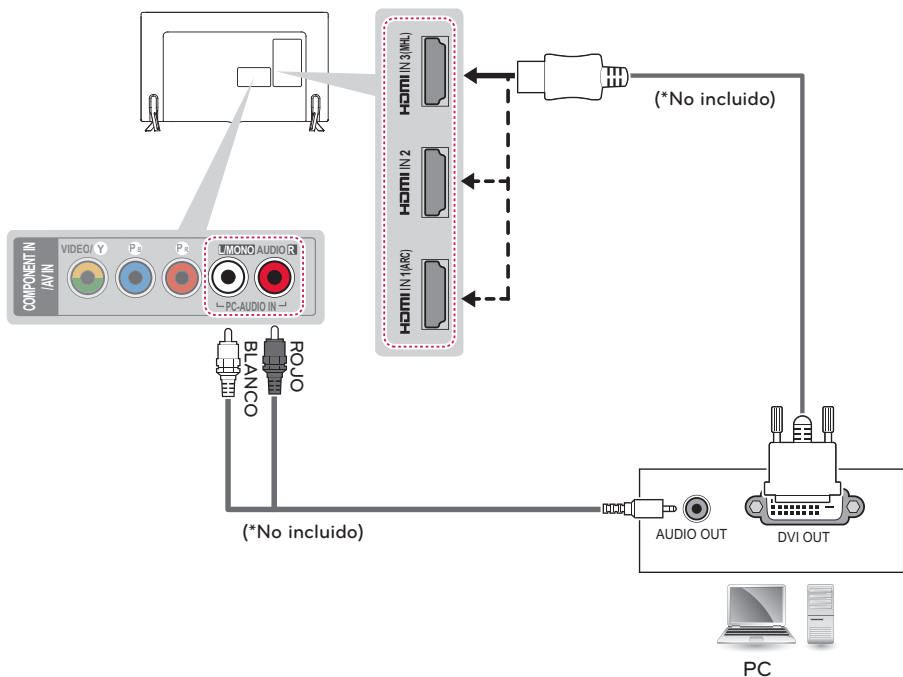 HDMI IN 3(MHL)
HDMI IN 2
HDMI IN 1(ARC)
(*No incluido)
COMPONENT IN
/AV IN
VIDEO/ Y
PB
PR
L/MONO AUDIO R
PC-AUDIO IN
BLANCO
ROJO
(*No incluido)
AUDIO OUT
DVI OUT
PC